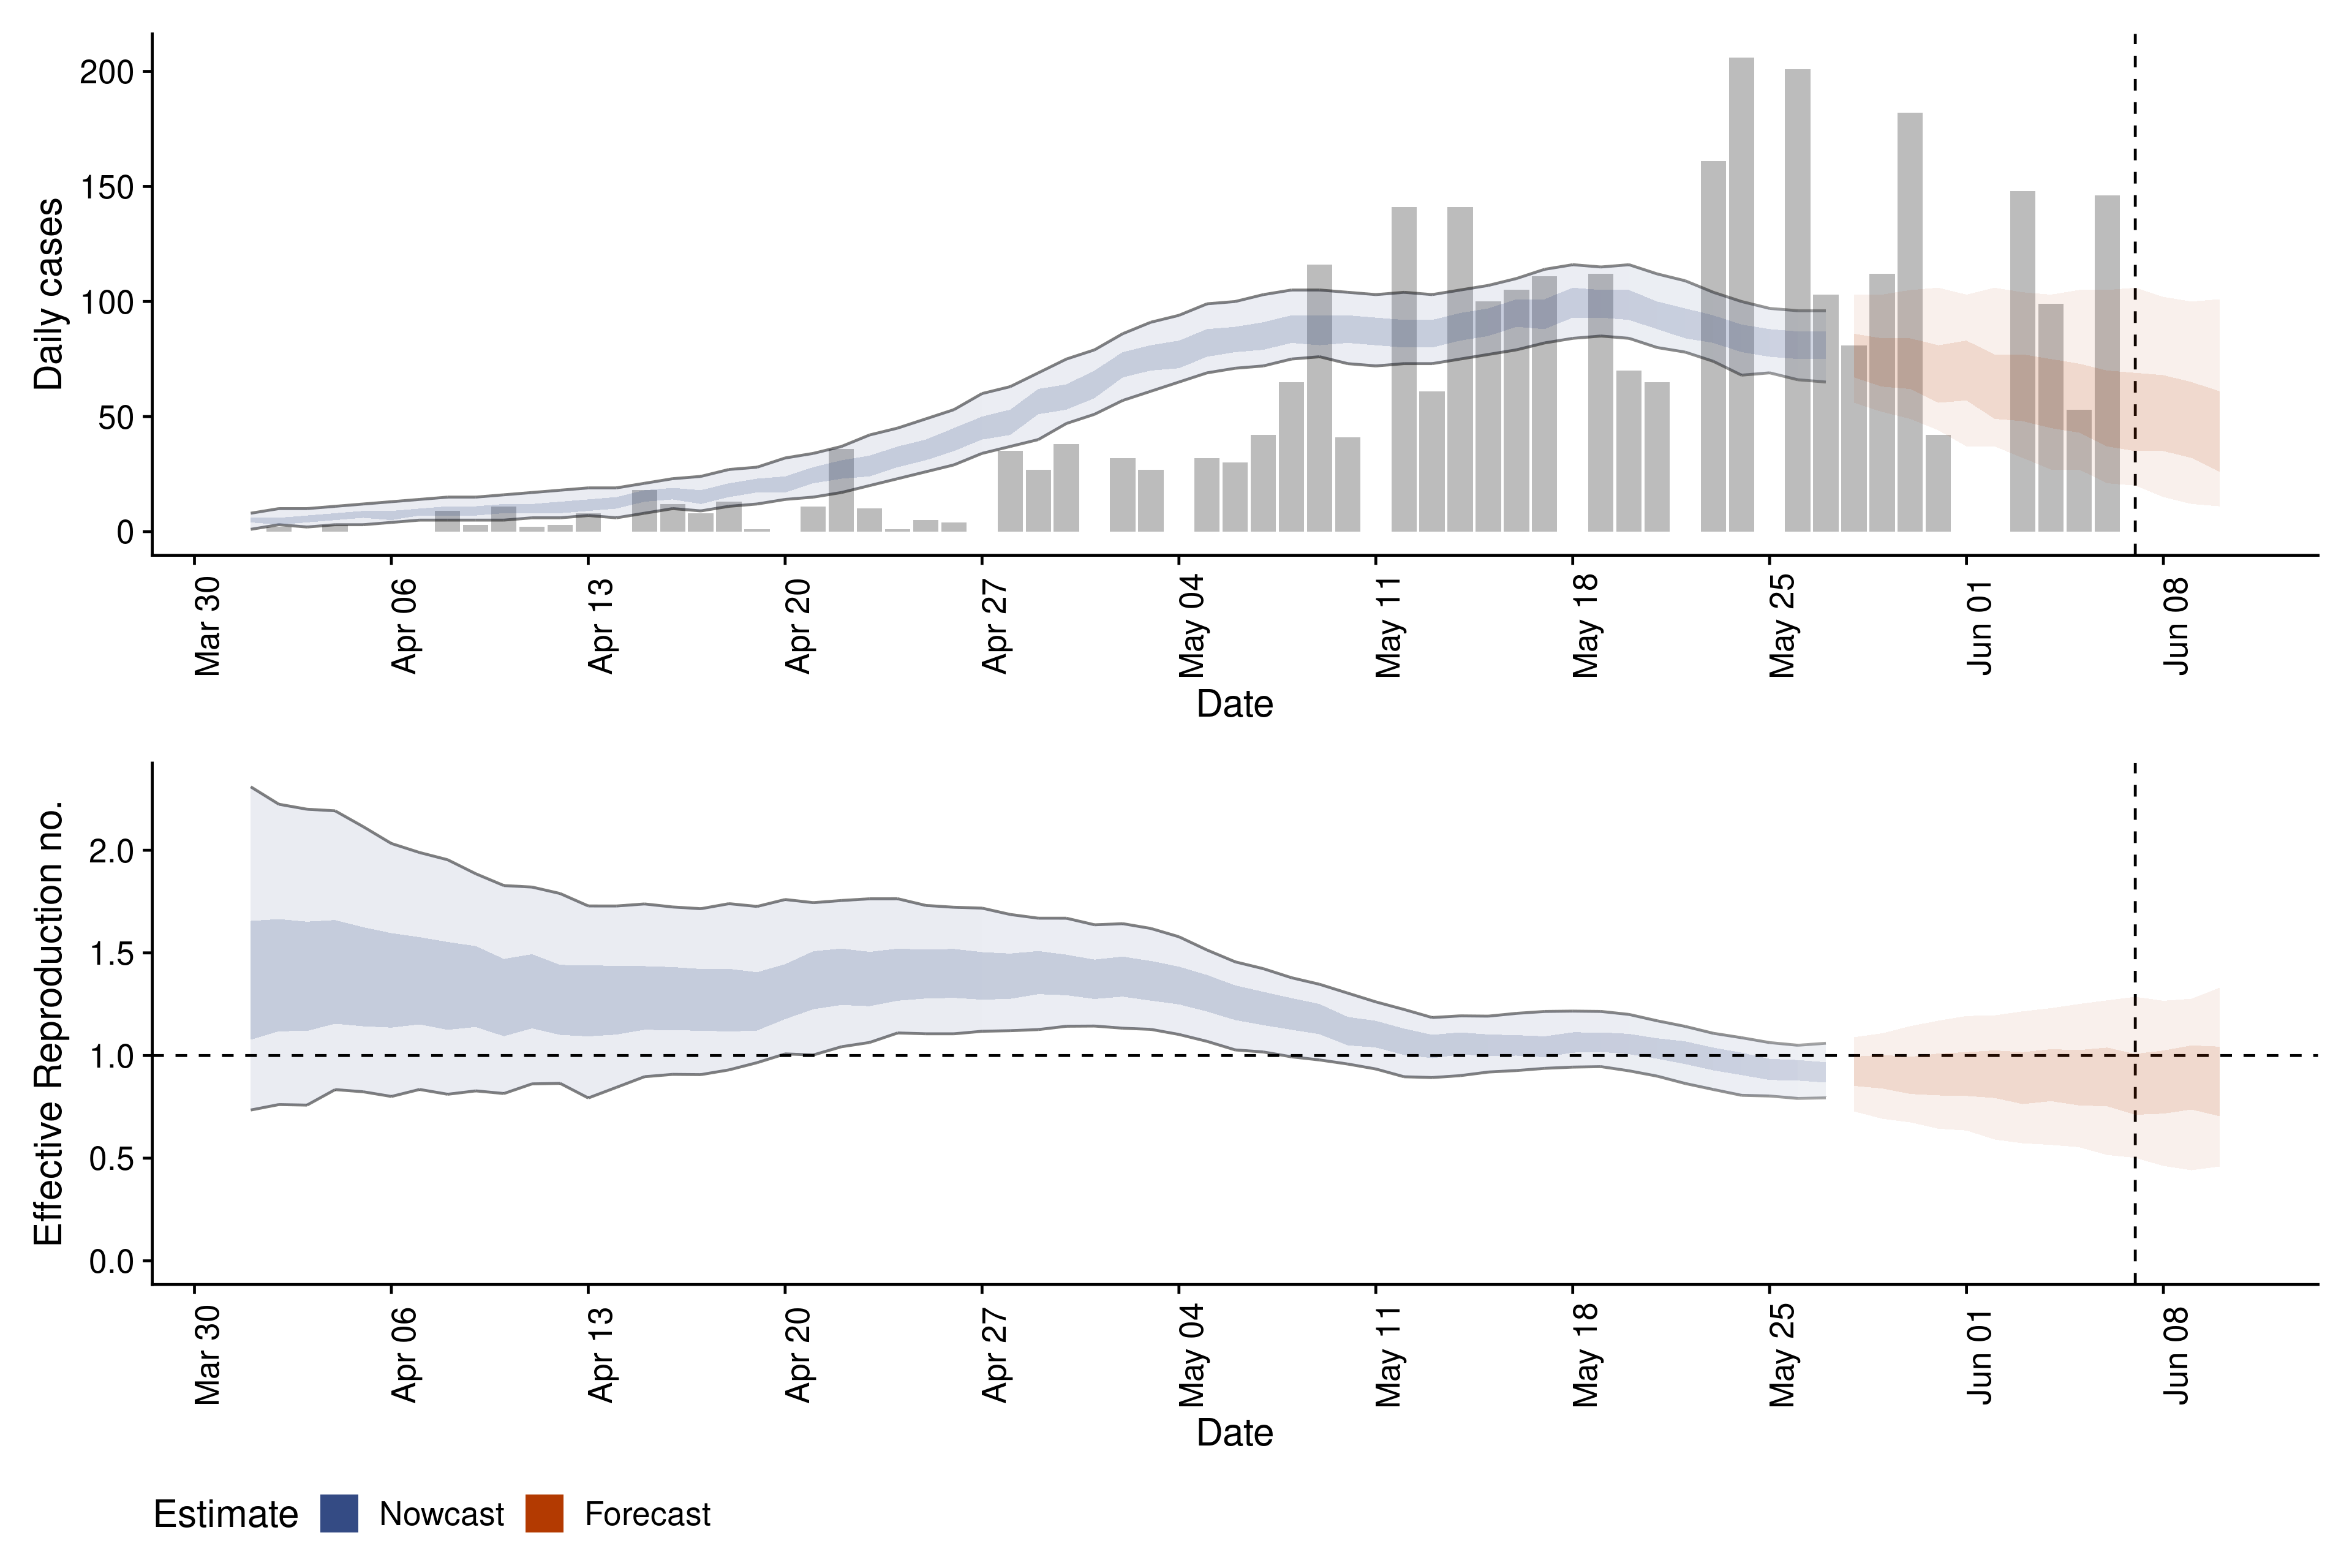 Daily cases
200
150
100
50
0
Mar 30
Apr 06
Apr 13
Apr 20
Apr 27
May 04
May 11
May 18
May 25
Jun 01
Jun 08
Date
Effective Reproduction no.
2.0
1.5
1.0
0.5
0.0
Mar 30
Apr 06
Apr 13
Apr 20
Apr 27
May 04
May 11
May 18
May 25
Jun 01
Jun 08
Date
Estimate Nowcast Forecast